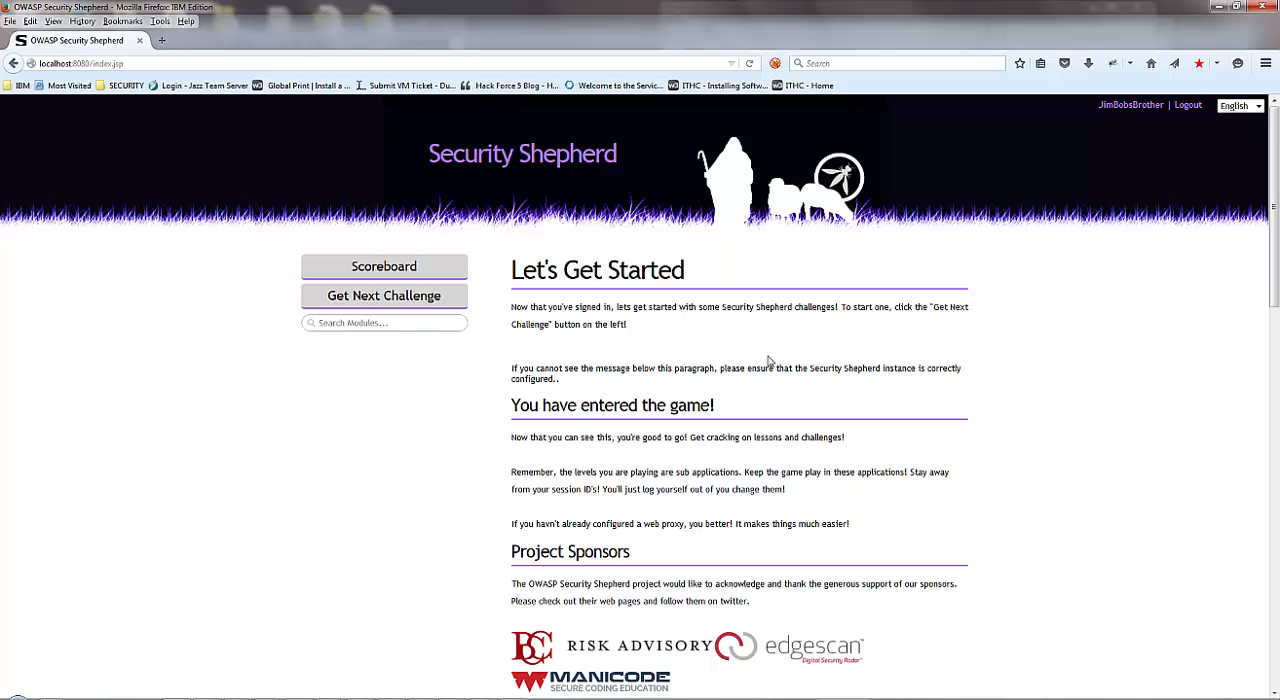 OWASP Security Shepherd - Mozilla Firefox: IBM Edition
File Edit View History Bookmarks Tools Help
OWASP Security Shepherd
localhost:8080/index.jsp
Search
IBM Most Visited SECURITY Login - Jazz Team Server Global Print | Install a ... Submit VM Ticket - Du... Hack Force 5 Blog - H... Welcome to the Servic... ITHC - Installing Softw... ITHC - Home
JimBobsBrother | Logout English
Security Shepherd
Scoreboard
Get Next Challenge
Search Modules...
Let's Get Started
Now that you've signed in, lets get started with some Security Shepherd challenges! To start one, click the "Get Next
Challenge" button on the left!
If you cannot see the message below this paragraph, please ensure that the Security Shepherd instance is correctly
configured..
You have entered the game!
Now that you can see this, you're good to go! Get cracking on lessons and challenges!
Remember, the levels you are playing are sub applications. Keep the game play in these applications! Stay away
from your session ID's! You'll just log yourself out of you change them!
If you havn't already configured a web proxy, you better! It makes things much easier!
Project Sponsors
The OWASP Security Shepherd project would like to acknowledge and thank the generous support of our sponsors.
Please check out their web pages and follow them on twitter.
BCC RISK ADVISORY
edgescan
Digital Security Radar
MANICODE
SECURE CODING EDUCATION